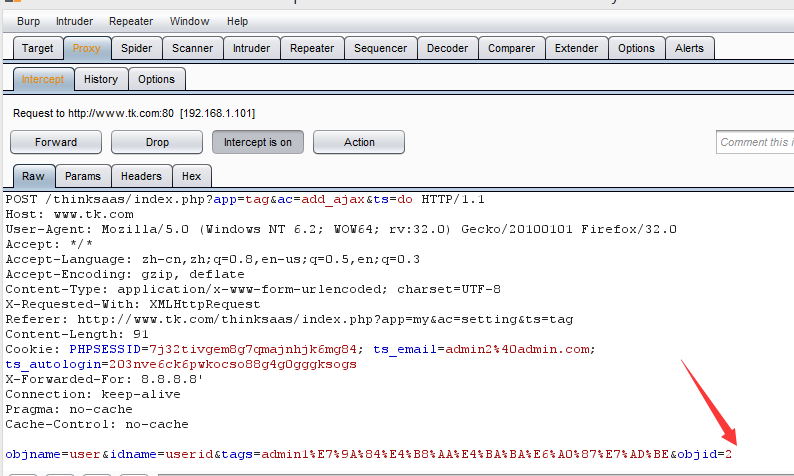 Burp Intruder Repeater Window Help
Target Proxy Spider Scanner Intruder Repeater Sequencer Decoder Comparer Extender Options Alerts
Intercept History Options
Request to http://www.tk.com:80 [192.168.1.101]
Forward Drop Intercept is on Action Comment this i
Raw Params Headers Hex
POST /thinksaas/index.php?app=tag&ac=add_ajax&ts=do HTTP/1.1
Host: www.tk.com
User-Agent: Mozilla/5.0 (Windows NT 6.2; WOW64; rv:32.0) Gecko/20100101 Firefox/32.0
Accept: */*
Accept-Language: zh-cn,zh;q=0.8,en-us;q=0.5,en;q=0.3
Accept-Encoding: gzip, deflate
Content-Type: application/x-www-form-urlencoded; charset=UTF-8
X-Requested-With: XMLHttpRequest
Referer: http://www.tk.com/thinksaas/index.php?app=my&ac=setting&ts=tag
Content-Length: 91
Cookie: PHPSESSID=7j32tivgem8g7qmajnhjk6mg84; ts_email=admin2%40admin.com;
ts_autologin=203nve6ck6pwkocso88g4g0gggksogs
X-Forwarded-For: 8.8.8.8'
Connection: keep-alive
Pragma: no-cache
Cache-Control: no-cache
objname=user&idname=userid&tags=admin1%E7%9A%84%E4%B8%AA%E4%BA%BA%E6%A0%87%E7%AD%BE&objid=2